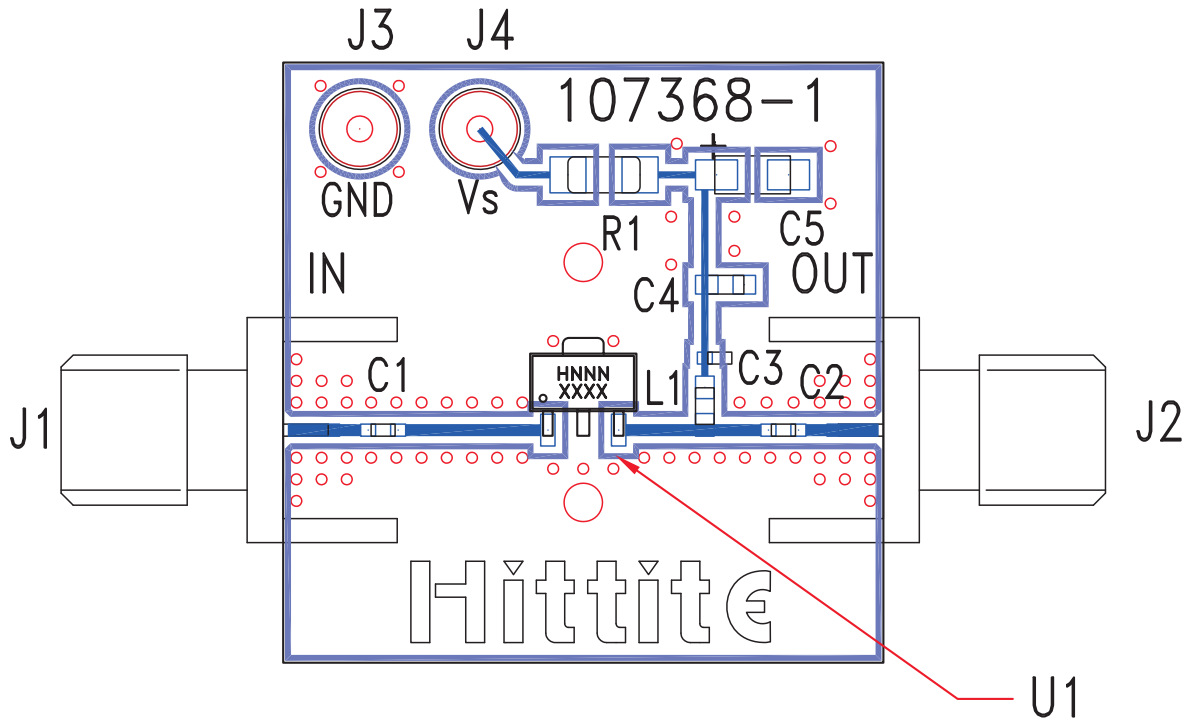 J3 J4
107368-1
GND Vs
R1 C5
IN OUT
C4
C1 HNNN L1 C3 C2
XXXX
J1 J2
Hittite
U1